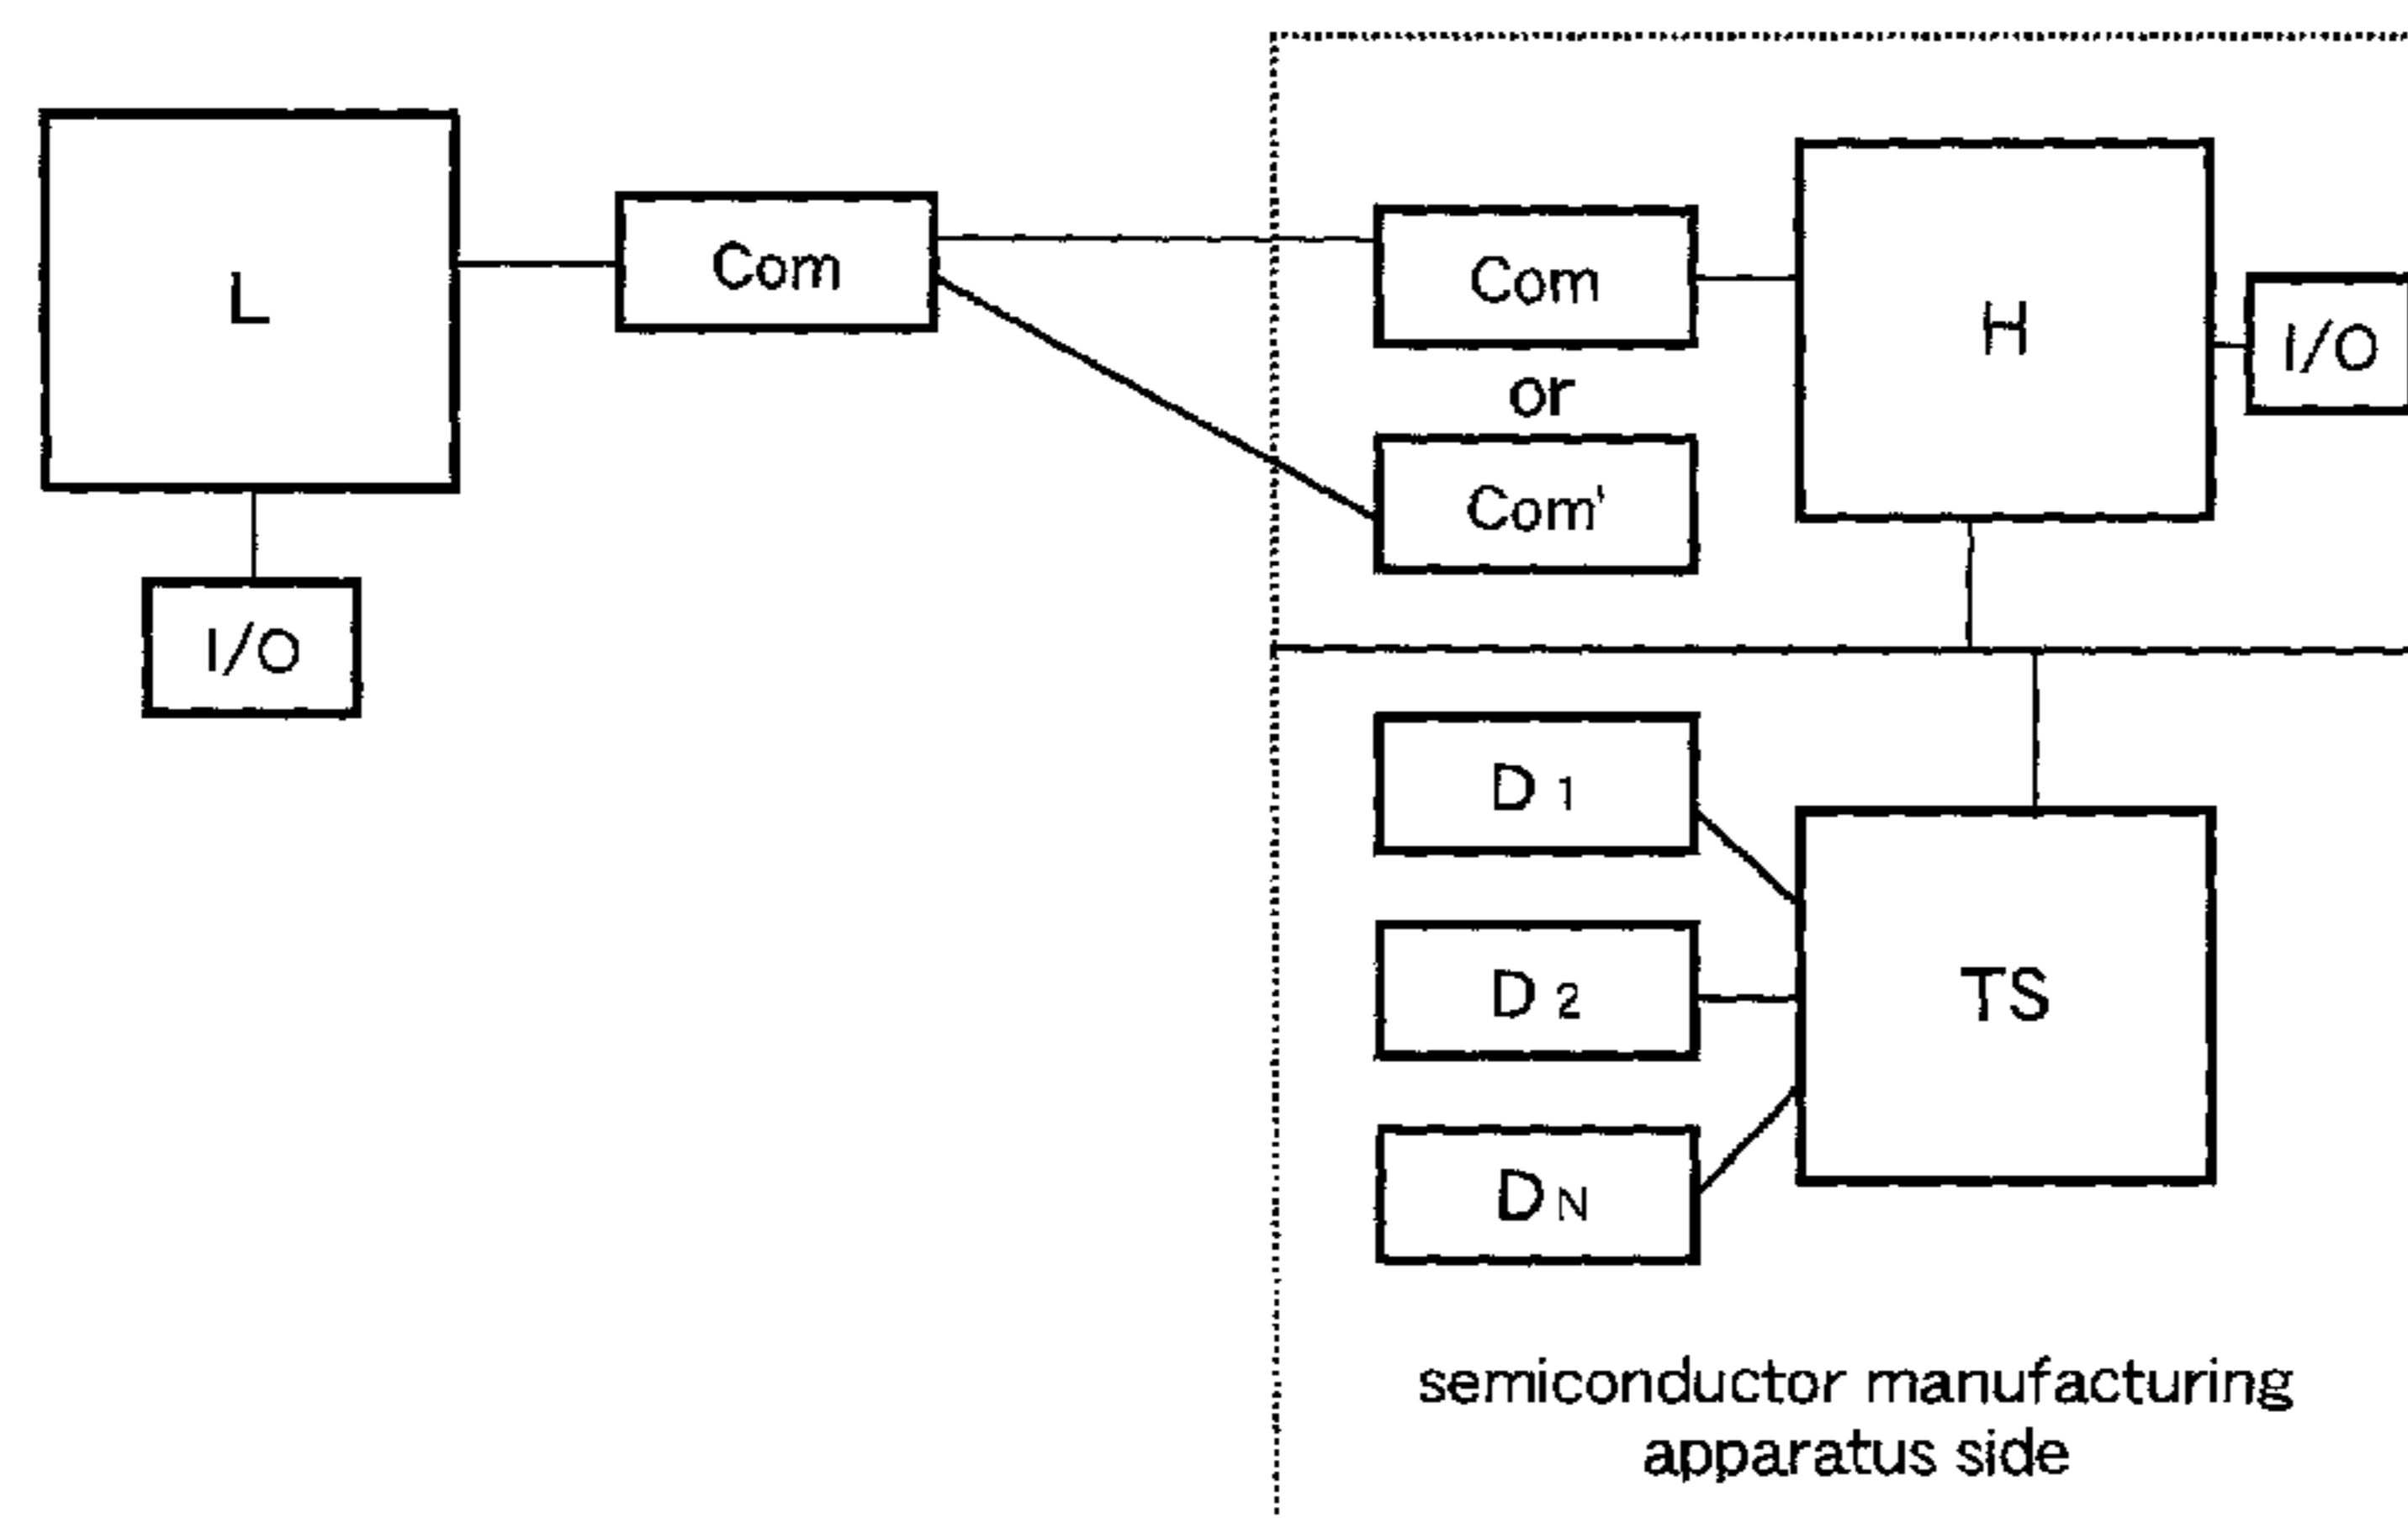 L
Com
I/O
Com
or
Com'
H
I/O
D 1
D 2
D N
TS
semiconductor manufacturing
apparatus side